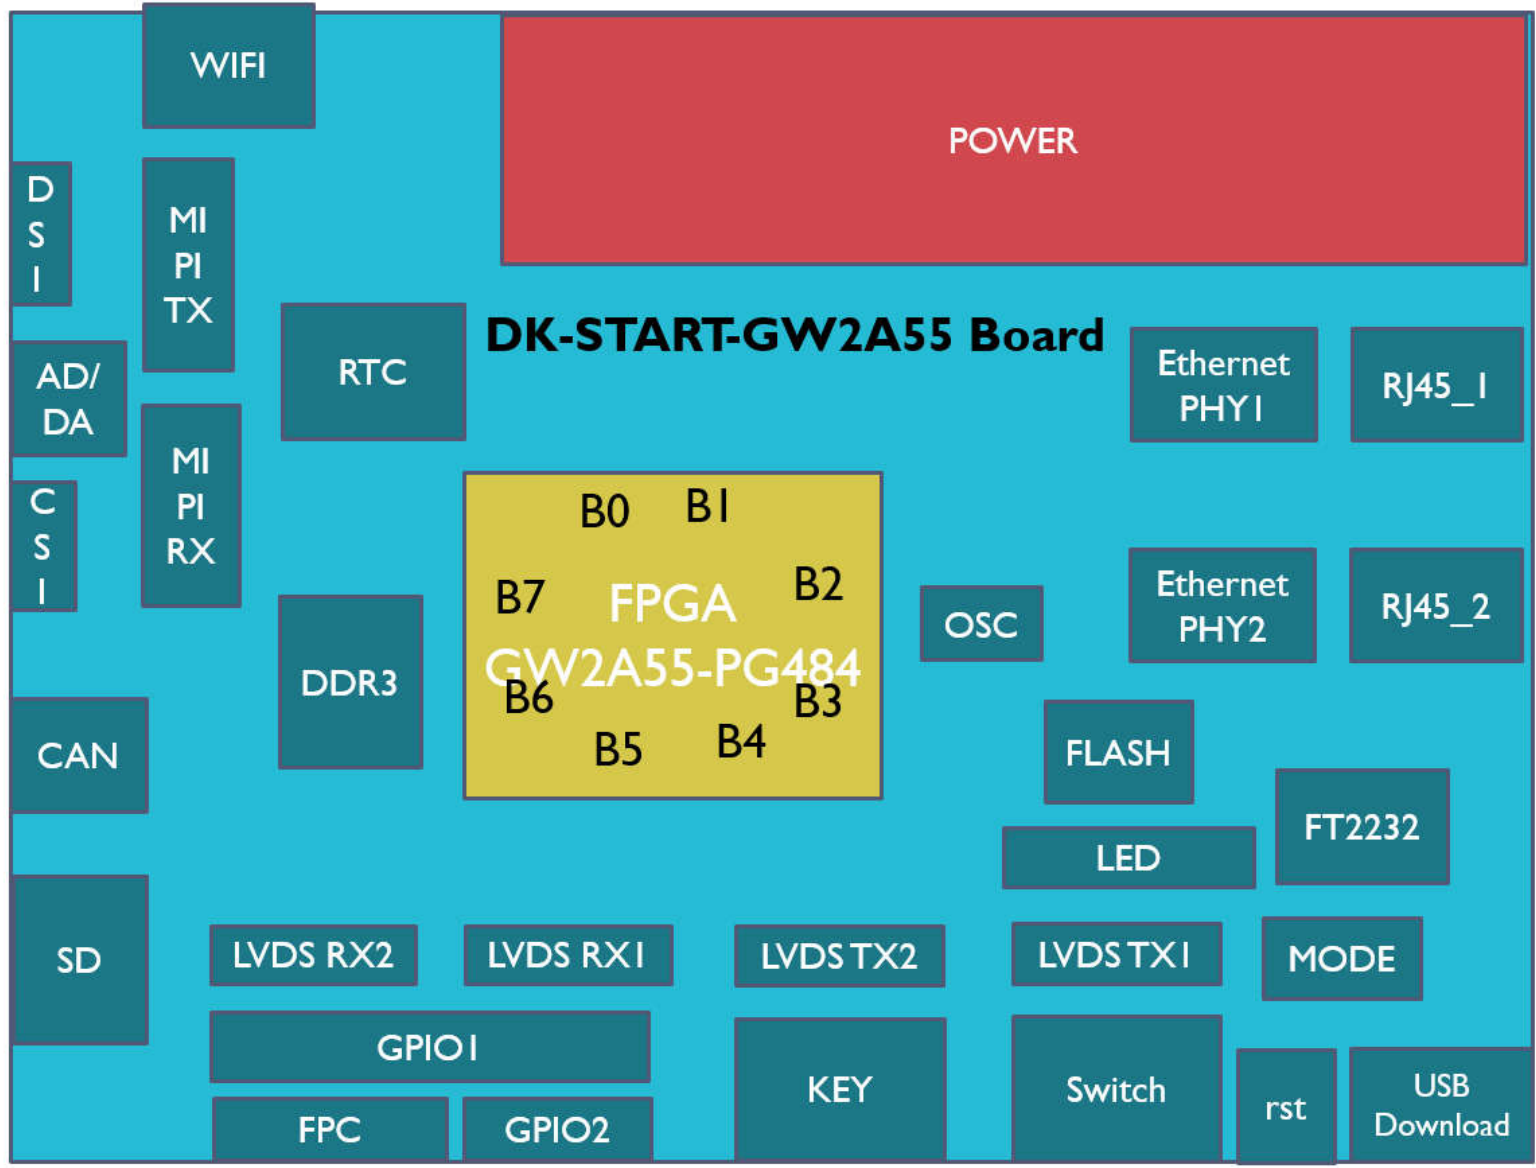 WIFI
POWER
D
S
I
MI
PI
TX
RTC
DK-START-GW2A55 Board
Ethernet
PHY1
RJ45_1
AD/
DA
MI
PI
RX
C
S
I
B0
B1
B7
B2
FPGA
GW2A55-PG484
B6
B3
B5
B4
OSC
Ethernet
PHY2
RJ45_2
DDR3
CAN
FLASH
FT2232
LED
SD
LVDS RX2
LVDS RX1
LVDS TX2
LVDS TX1
MODE
GPIO1
FPC
GPIO2
KEY
Switch
rst
USB
Download